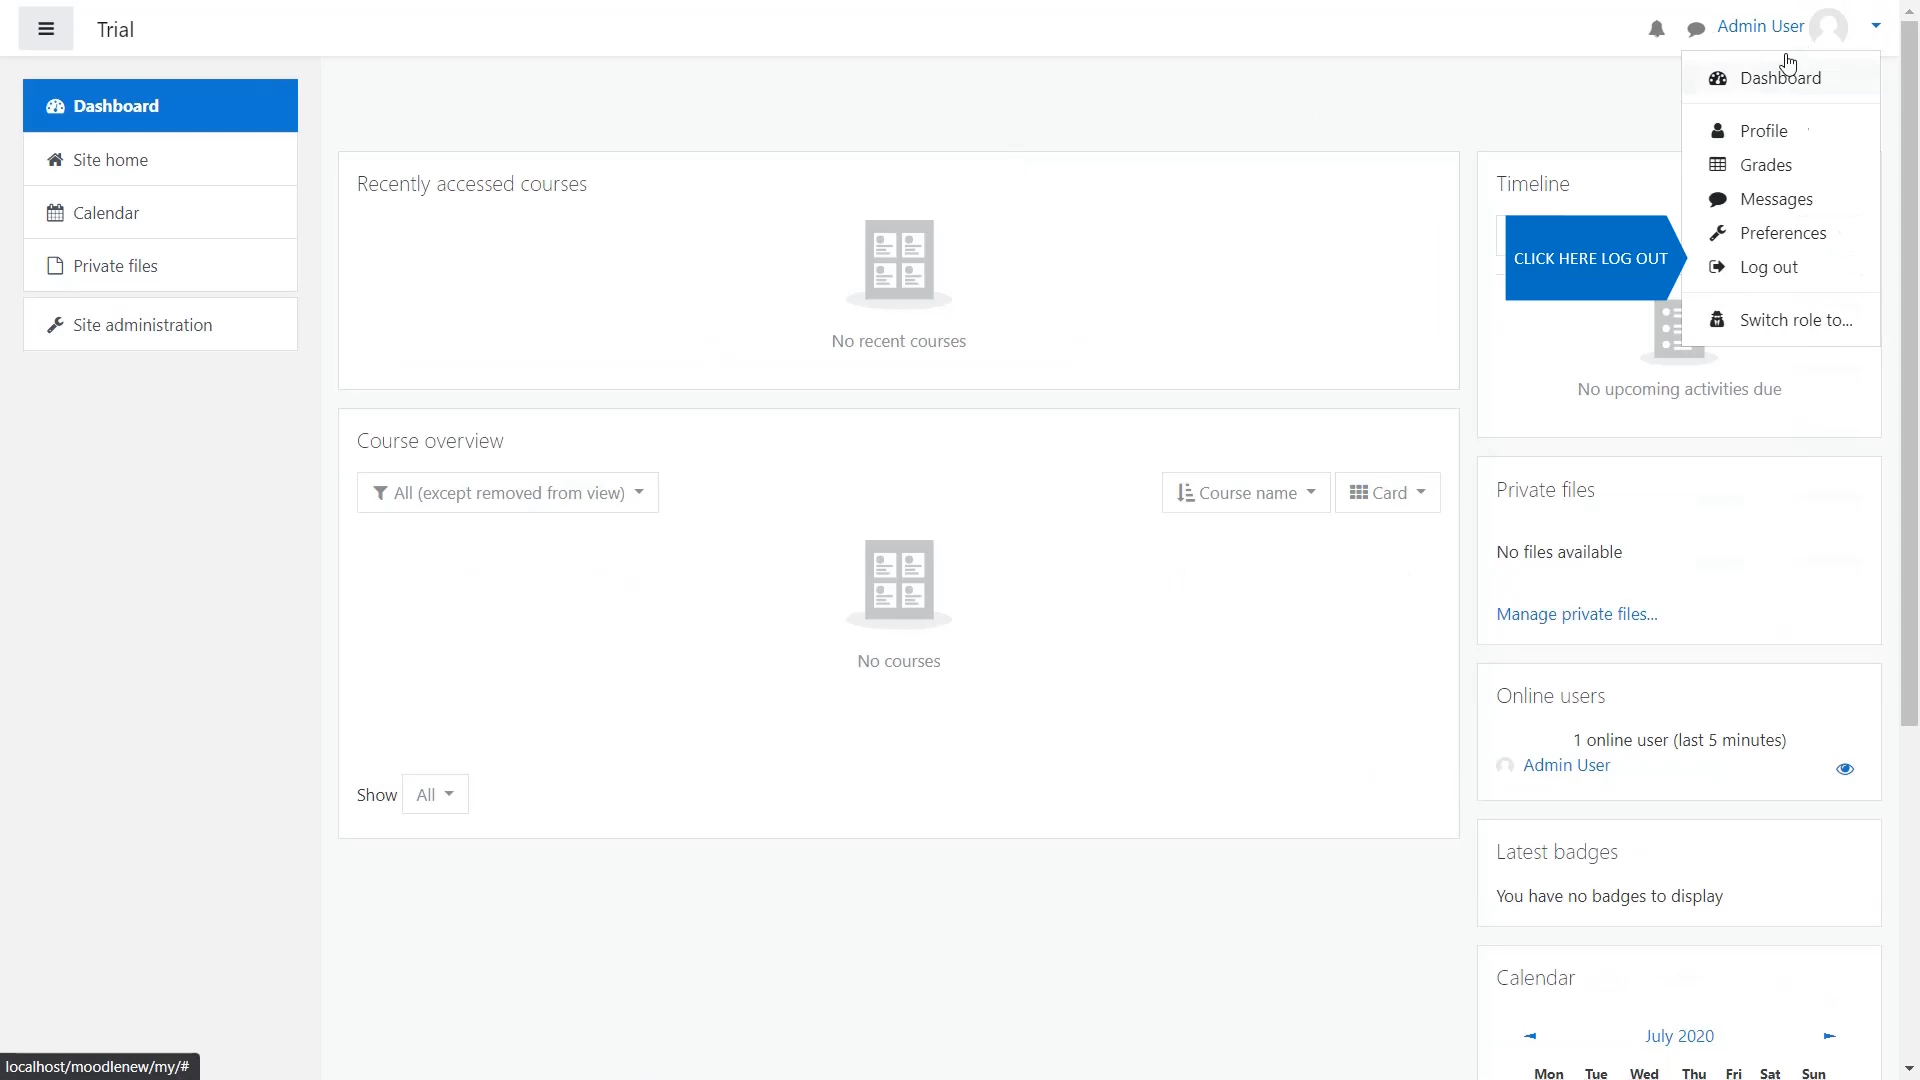 Trial
Admin User
Dashboard
Profile
Grades
Messages
Preferences
Log out
Switch role to...
CLICK HERE LOG OUT
Dashboard
Site home
Calendar
Private files
Site administration
Recently accessed courses
No recent courses
Course overview
All (except removed from view)
Course name
Card
No courses
Show All
Timeline
No upcoming activities due
Private files
No files available
Manage private files...
Online users
1 online user (last 5 minutes)
Admin User
Latest badges
You have no badges to display
Calendar
July 2020
Mon Tue Wed Thu Fri Sat Sun
localhost/moodlenew/my/#